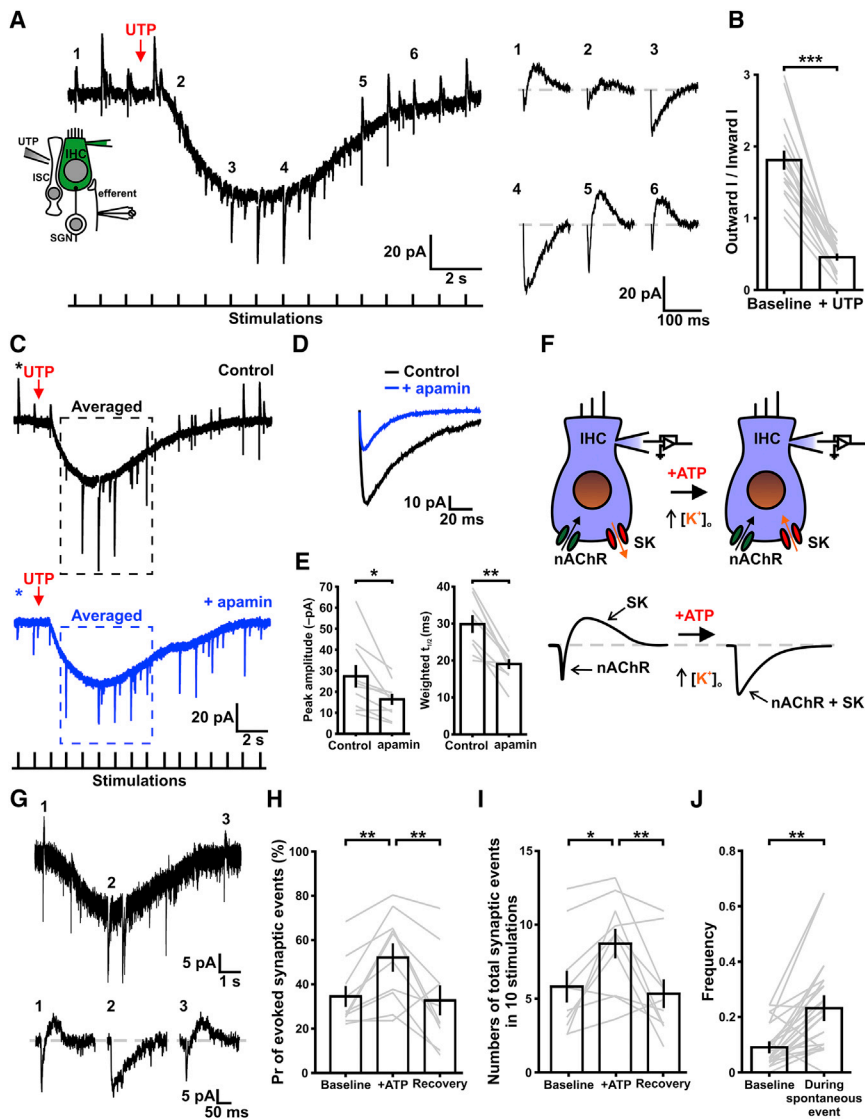 A
UTP
1
2
3
4
5
6
UTP
IHC
ISC
efferent
SGN
20 pA
2 s
Stimulations
1
2
3
4
5
6
20 pA
100 ms
B
***
Outward I / Inward I
3
2
1
0
Baseline
+ UTP
C
*
UTP
Control
Averaged
*
UTP
+ apamin
Averaged
20 pA
2 s
Stimulations
D
Control
+ apamin
10 pA
20 ms
E
*
Peak amplitude (−pA)
70
60
50
40
30
20
10
0
Control
apamin
**
Weighted t1/2 (ms)
40
30
20
10
0
Control
apamin
F
IHC
+ATP
↑ [K+]o
IHC
nAChR
SK
nAChR
SK
SK
nAChR
+ATP
↑ [K+]o
nAChR + SK
G
1
2
3
5 pA
1 s
1
2
3
5 pA
50 ms
H
**
**
Pr of evoked synaptic events (%)
100
80
60
40
20
0
Baseline
+ATP
Recovery
I
*
**
Numbers of total synaptic events
in 10 stimulations
15
10
5
0
Baseline
+ATP
Recovery
J
**
Frequency
0.8
0.6
0.4
0.2
0
Baseline
During
spontaneous
event